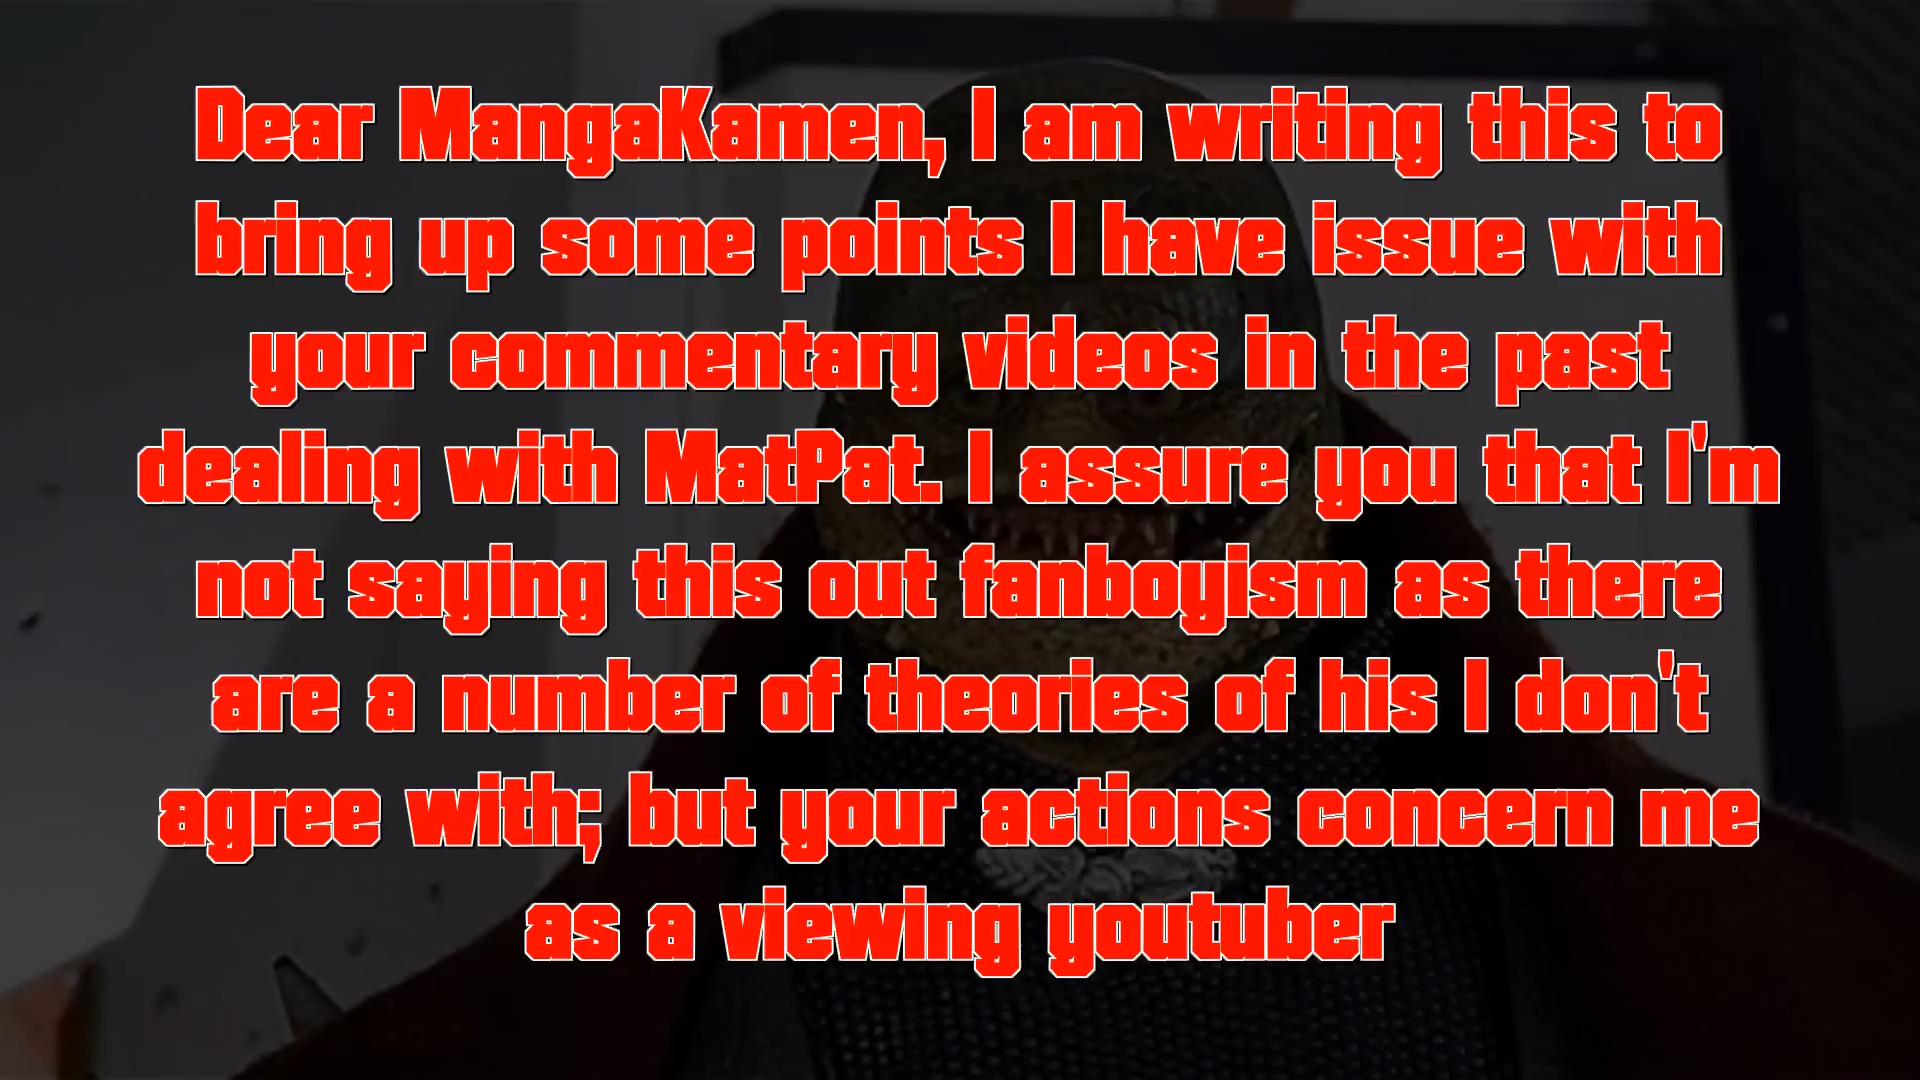 Dear MangaKamen, I am writing this to
bring up some points I have issue with
your commentary videos in the past
dealing with MatPat. I assure you that I'm
not saying this out fanboyism as there
are a number of theories of his I don't
agree with; but your actions concern me
as a viewing youtuber